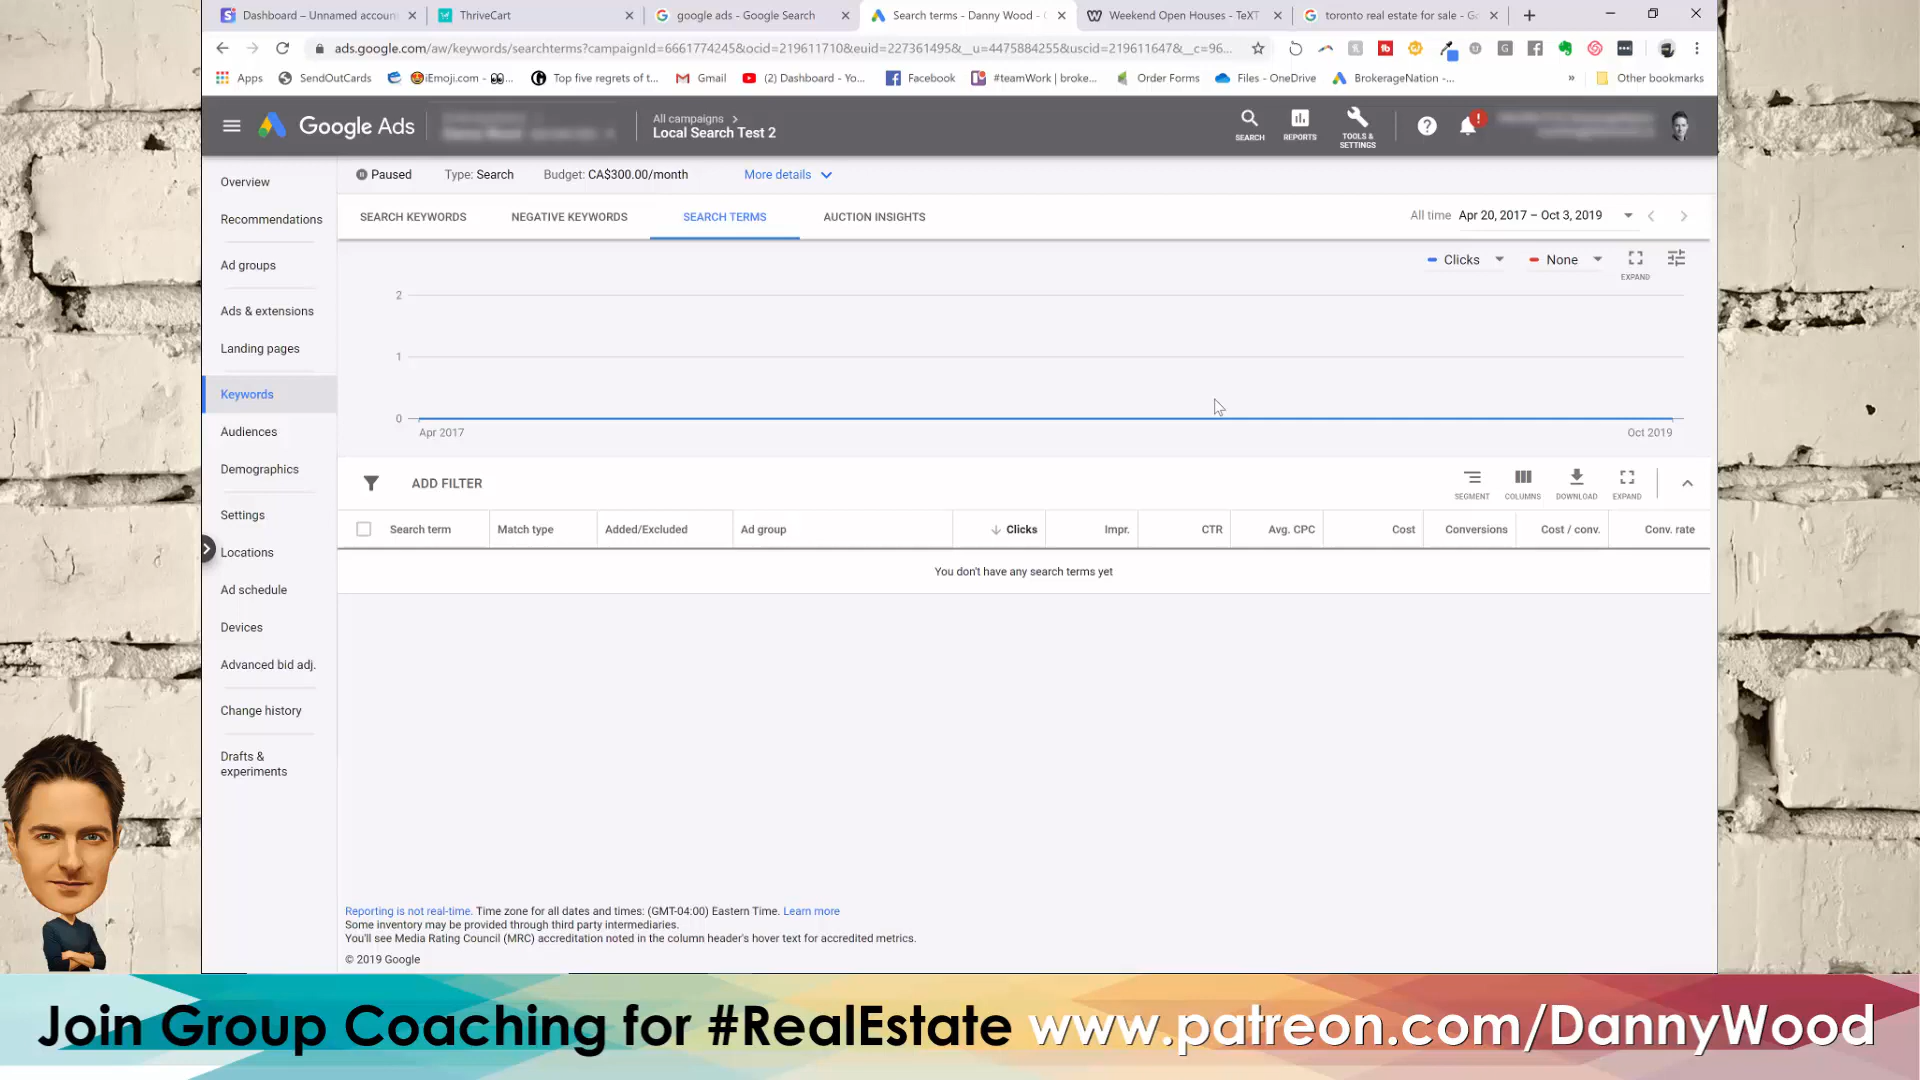 Dashboard – Unnamed accoun
ThriveCart
google ads - Google Search
Search terms - Danny Wood -
Weekend Open Houses - TeXT
toronto real estate for sale - Go
ads.google.com/aw/keywords/searchterms?campaignId=6661774245&ocid=219611710&euid=227361495&__u=4475884255&uscid=219611647&__c=96...
Apps
SendOutCards
iEmoji.com -
Top five regrets of t...
Gmail
(2) Dashboard - Yo...
Facebook
#teamWork | broke...
Order Forms
Files - OneDrive
BrokerageNation -...
»
Other bookmarks
Google Ads
All campaigns >
Local Search Test 2
SEARCH
REPORTS
TOOLS & SETTINGS
Paused
Type: Search
Budget: CA$300.00/month
More details
SEARCH KEYWORDS
NEGATIVE KEYWORDS
SEARCH TERMS
AUCTION INSIGHTS
All time Apr 20, 2017 – Oct 3, 2019
Overview
Recommendations
Ad groups
Ads & extensions
Landing pages
Keywords
Audiences
Demographics
Settings
Locations
Ad schedule
Devices
Advanced bid adj.
Change history
Drafts &
experiments
Clicks
None
EXPAND
2
1
0
Apr 2017
Oct 2019
ADD FILTER
SEGMENT
COLUMNS
DOWNLOAD
EXPAND
Search term
Match type
Added/Excluded
Ad group
Clicks
Impr.
CTR
Avg. CPC
Cost
Conversions
Cost / conv.
Conv. rate
You don't have any search terms yet
Reporting is not real-time. Time zone for all dates and times: (GMT-04:00) Eastern Time. Learn more
Some inventory may be provided through third party intermediaries.
You'll see Media Rating Council (MRC) accreditation noted in the column header's hover text for accredited metrics.
© 2019 Google
Join Group Coaching for #RealEstate www.patreon.com/DannyWood